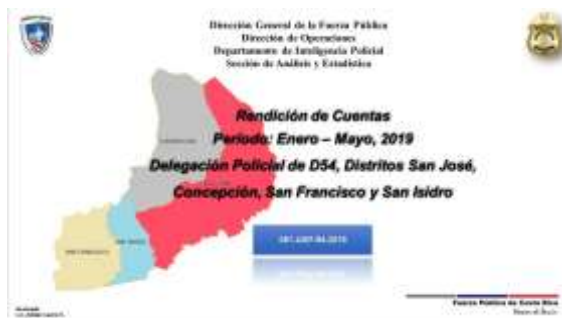 Dirección General de la Fuerza Pública
Dirección de Operaciones
Departamento de Inteligencia Policial
Sección de Análisis y Estadística
Rendición de Cuentas
Periodo: Enero – Mayo, 2019
Delegación Policial de D54, Distritos San José,
Concepción, San Francisco y San Isidro
Fuerza Pública de Costa Rica